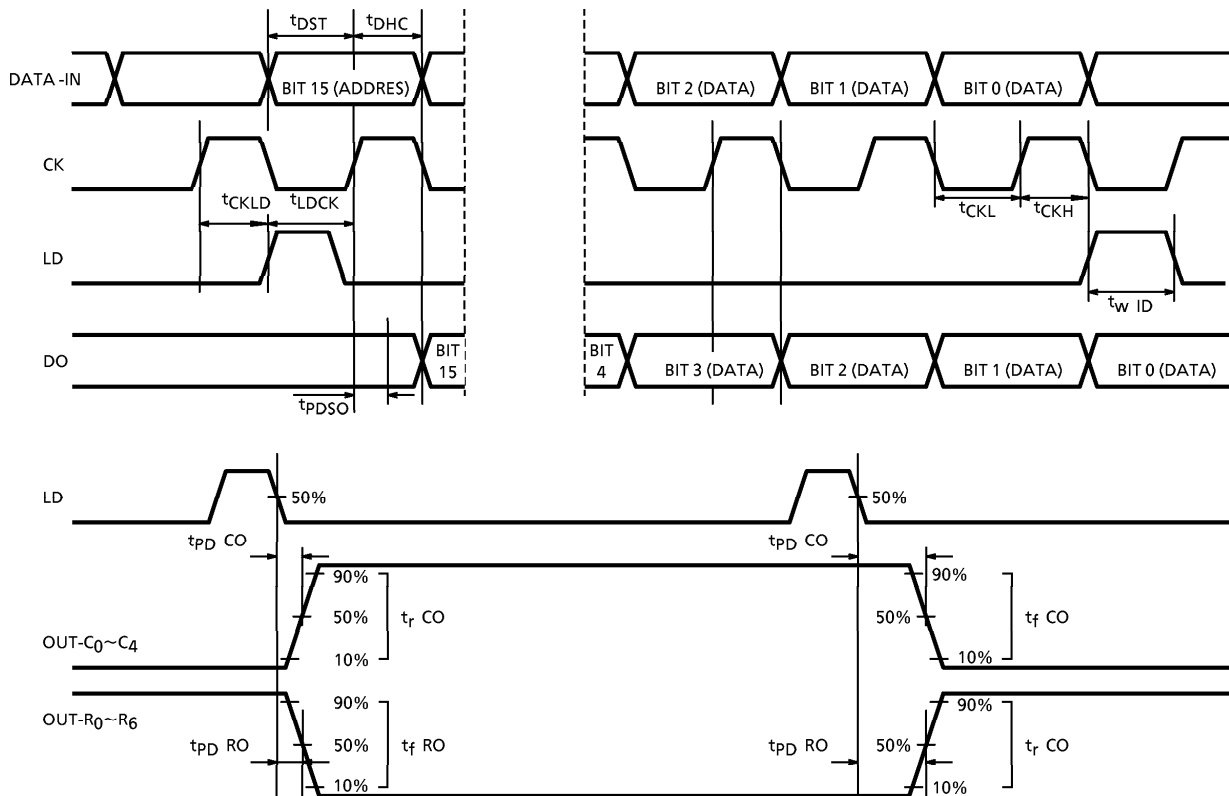 tDST tDHC
DATA-IN BIT 15 (ADDRES) BIT 2 (DATA) BIT 1 (DATA) BIT 0 (DATA)
CK
tCKLD tLDCK tCKL tCKH
LD
tw ID
DO BIT 15 BIT 4 BIT 3 (DATA) BIT 2 (DATA) BIT 1 (DATA) BIT 0 (DATA)
tPDSO
LD 50% 50%
tPD CO tPD CO
90% 90%
50% tr CO 50% tf CO
OUT-C0~C4 10% 10%
90% 90%
OUT-R0~R6
tPD RO 50% tf RO tPD RO 50% tr CO
10% 10%